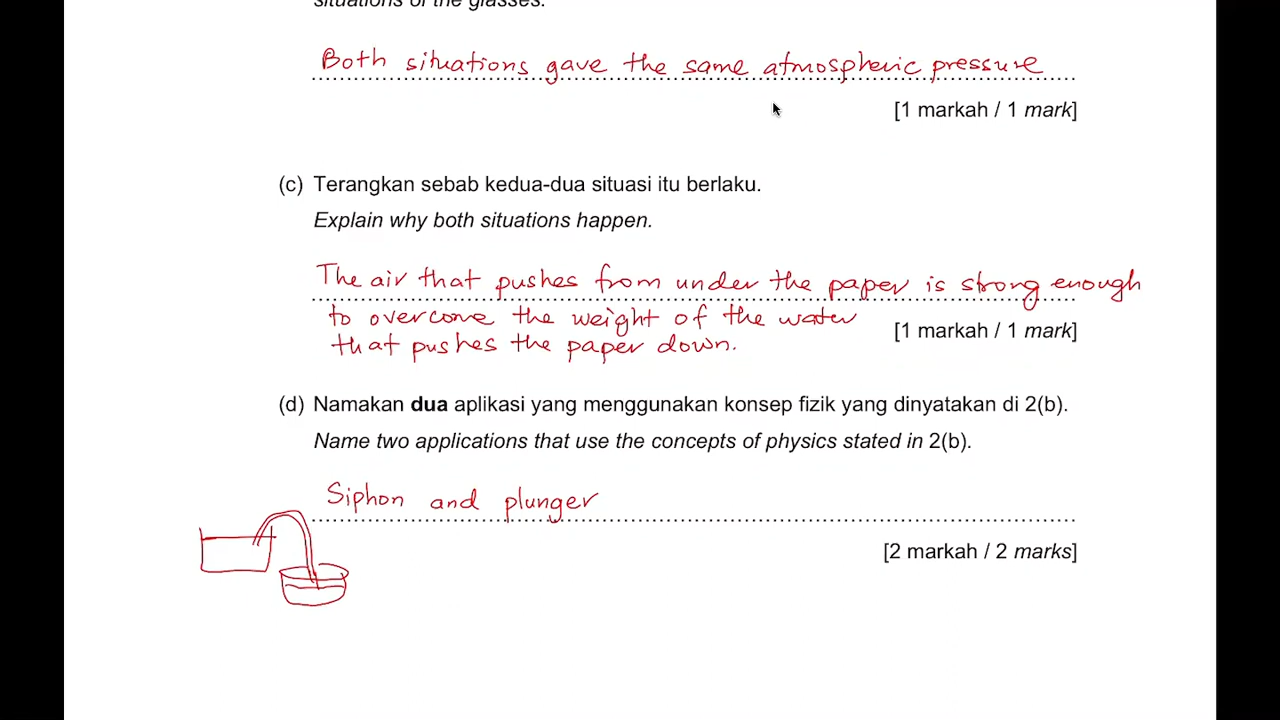 situations of the glasses.
Both situations gave the same atmospheric pressure
[1 markah / 1 mark]
(c) Terangkan sebab kedua-dua situasi itu berlaku.
Explain why both situations happen.
The air that pushes from under the paper is strong enough
to overcome the weight of the water
that pushes the paper down.
[1 markah / 1 mark]
(d) Namakan dua aplikasi yang menggunakan konsep fizik yang dinyatakan di 2(b).
Name two applications that use the concepts of physics stated in 2(b).
Siphon and plunger
[2 markah / 2 marks]